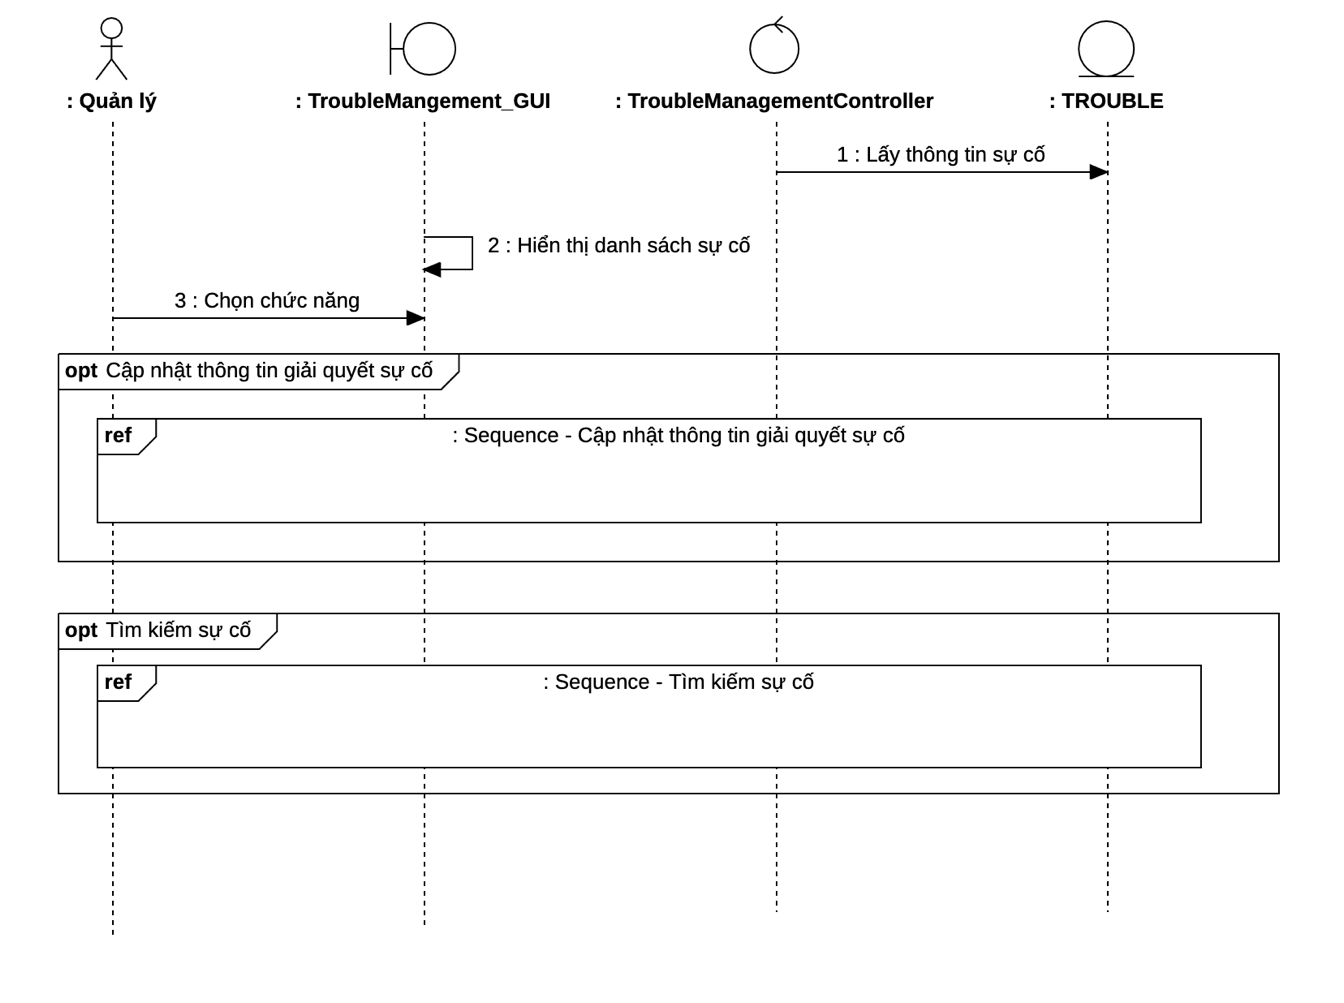 : Quản lý
: TroubleMangement_GUI
: TroubleManagementController
: TROUBLE
1 : Lấy thông tin sự cố
2 : Hiển thị danh sách sự cố
3 : Chọn chức năng
opt Cập nhật thông tin giải quyết sự cố
ref
: Sequence - Cập nhật thông tin giải quyết sự cố
opt Tìm kiếm sự cố
ref
: Sequence - Tìm kiếm sự cố